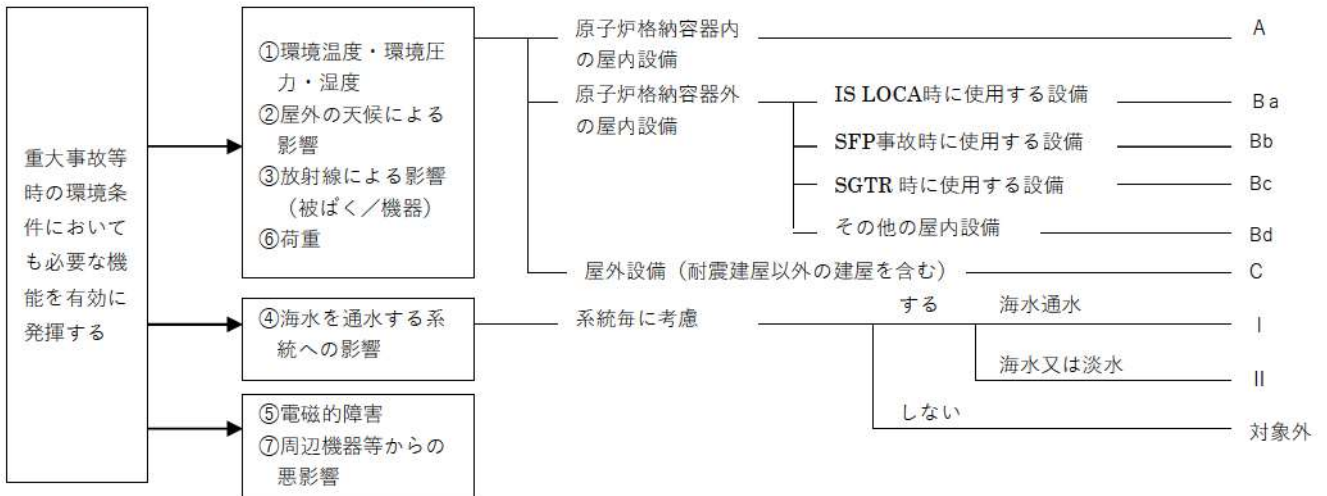 重大事故等
時の環境条
件において
も必要な機
能を有効に
発揮する
①環境温度・環境圧
力・湿度
②屋外の天候による
影響
③放射線による影響
（被ばく／機器）
⑥荷重
④海水を通水する系
統への影響
⑤電磁的障害
⑦周辺機器等からの
悪影響
原子炉格納容器内
の屋内設備
A
原子炉格納容器外
の屋内設備
IS LOCA時に使用する設備
Ba
SFP事故時に使用する設備
Bb
SGTR 時に使用する設備
Bc
その他の屋内設備
Bd
屋外設備（耐震建屋以外の建屋を含む）
C
系統毎に考慮
する
海水通水
Ⅰ
海水又は淡水
Ⅱ
しない
対象外